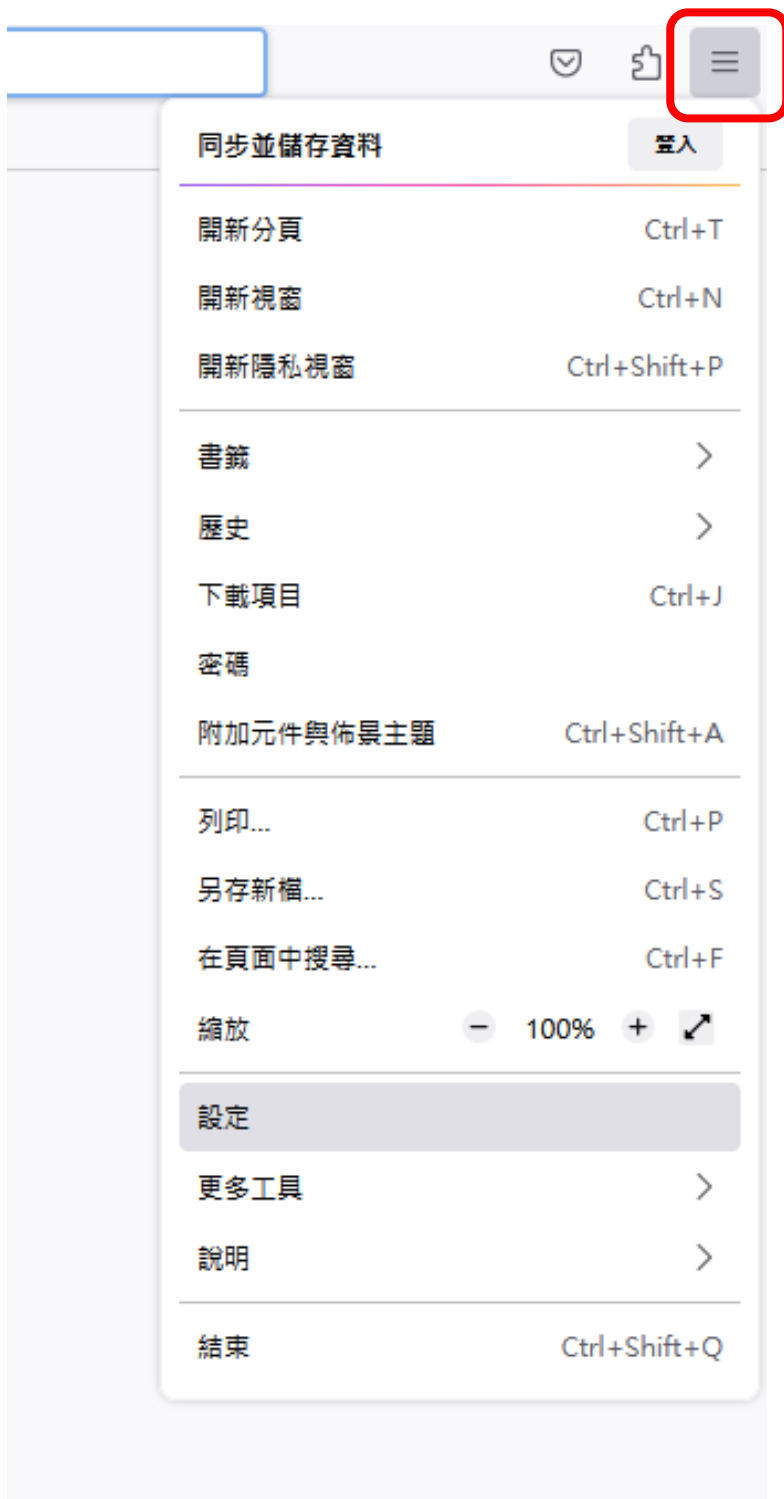 同步並儲存資料 登入
開新分頁 Ctrl+T
開新視窗 Ctrl+N
開新隱私視窗 Ctrl+Shift+P
書籤
歷史
下載項目 Ctrl+J
密碼
附加元件與佈景主題 Ctrl+Shift+A
列印... Ctrl+P
另存新檔... Ctrl+S
在頁面中搜尋... Ctrl+F
縮放 − 100% +
設定
更多工具
說明
結束 Ctrl+Shift+Q